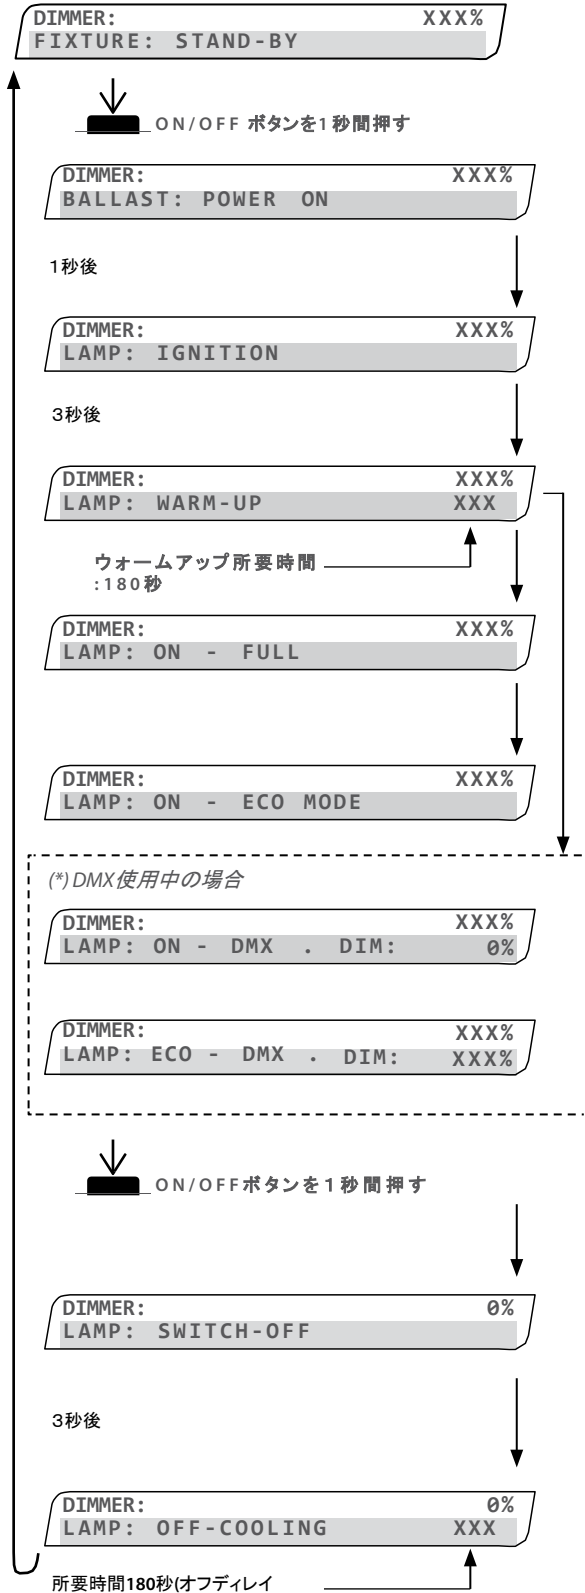 DIMMER: XXX%
FIXTURE: STAND-BY
ON/OFF ボタンを1秒間押す
DIMMER: XXX%
BALLAST: POWER ON
1秒後
DIMMER: XXX%
LAMP: IGNITION
3秒後
DIMMER: XXX%
LAMP: WARM-UP XXX
ウォームアップ所要時間
:180秒
DIMMER: XXX%
LAMP: ON - FULL
DIMMER: XXX%
LAMP: ON - ECO MODE
(*) DMX使用中の場合
DIMMER: XXX%
LAMP: ON - DMX . DIM: 0%
DIMMER: XXX%
LAMP: ECO - DMX . DIM: XXX%
ON/OFFボタンを1秒間押す
DIMMER: 0%
LAMP: SWITCH-OFF
3秒後
DIMMER: 0%
LAMP: OFF-COOLING XXX
所要時間180秒(オフディレイ